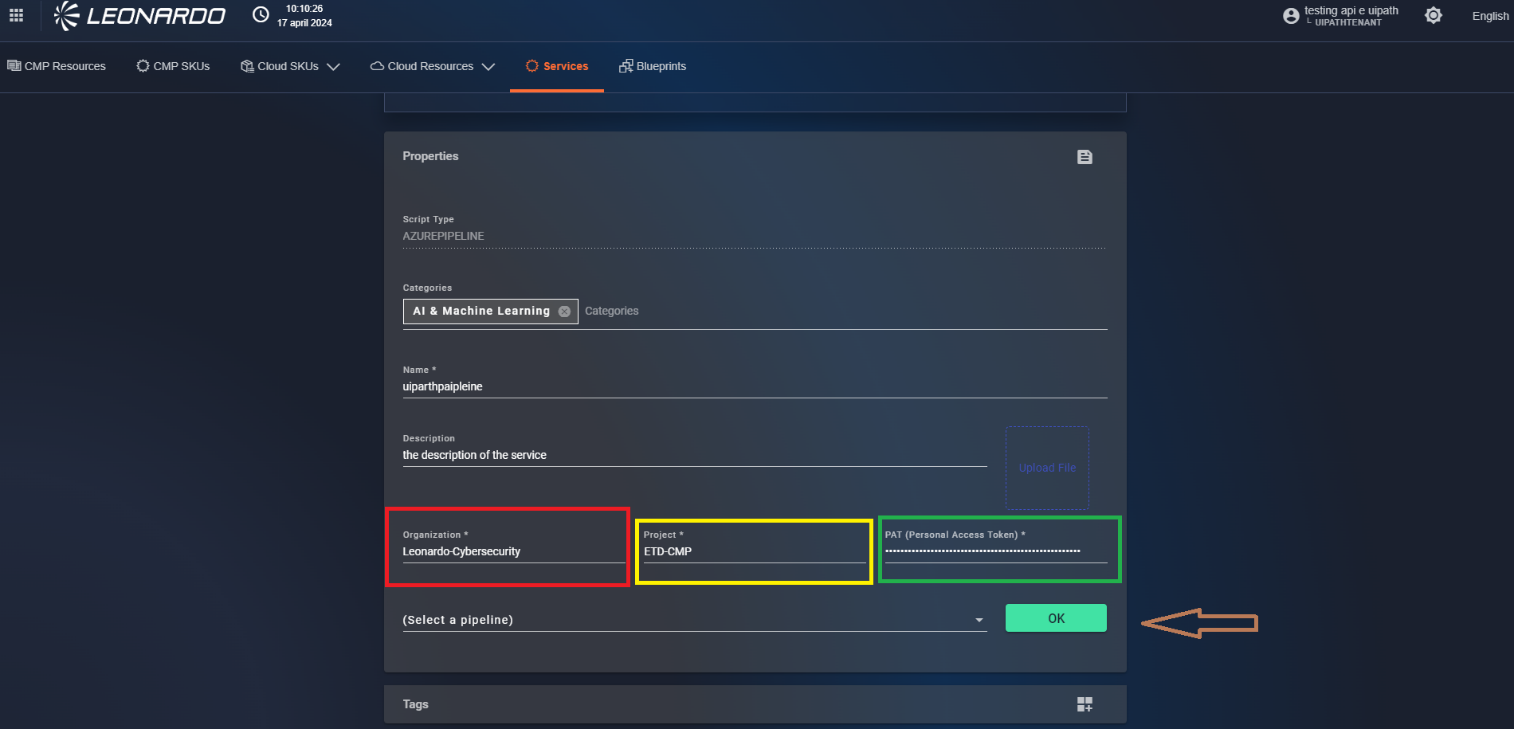 LEONARDO
10:10:26
17 april 2024
testing api e uipath
UIPATHTENANT
English
CMP Resources
CMP SKUs
Cloud SKUs
Cloud Resources
Services
Blueprints
Properties
Script Type
AZUREPIPELINE
Categories
AI & Machine Learning
Categories
Name *
uiparthpaipleine
Description
the description of the service
Upload File
Organization *
Leonardo-Cybersecurity
Project *
ETD-CMP
PAT (Personal Access Token) *
(Select a pipeline)
OK
Tags